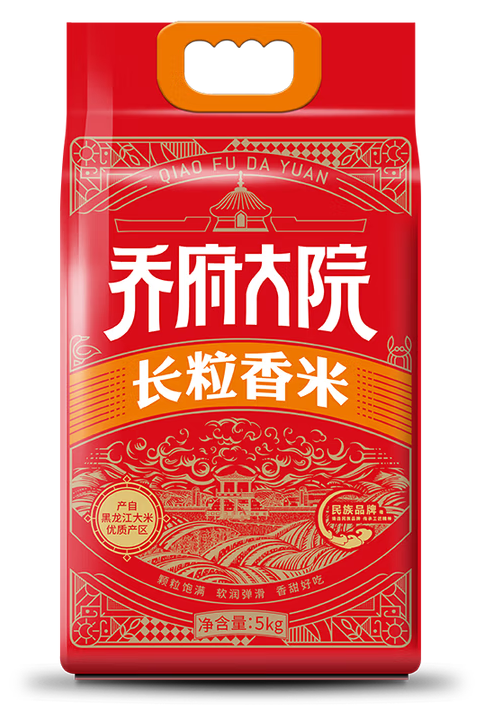 QIAO FU DA YUAN
乔府大院
长粒香米
产自
黑龙江大米
优质产区
民族品牌
颗粒饱满 软润弹滑 香甜好吃
净含量:5kg